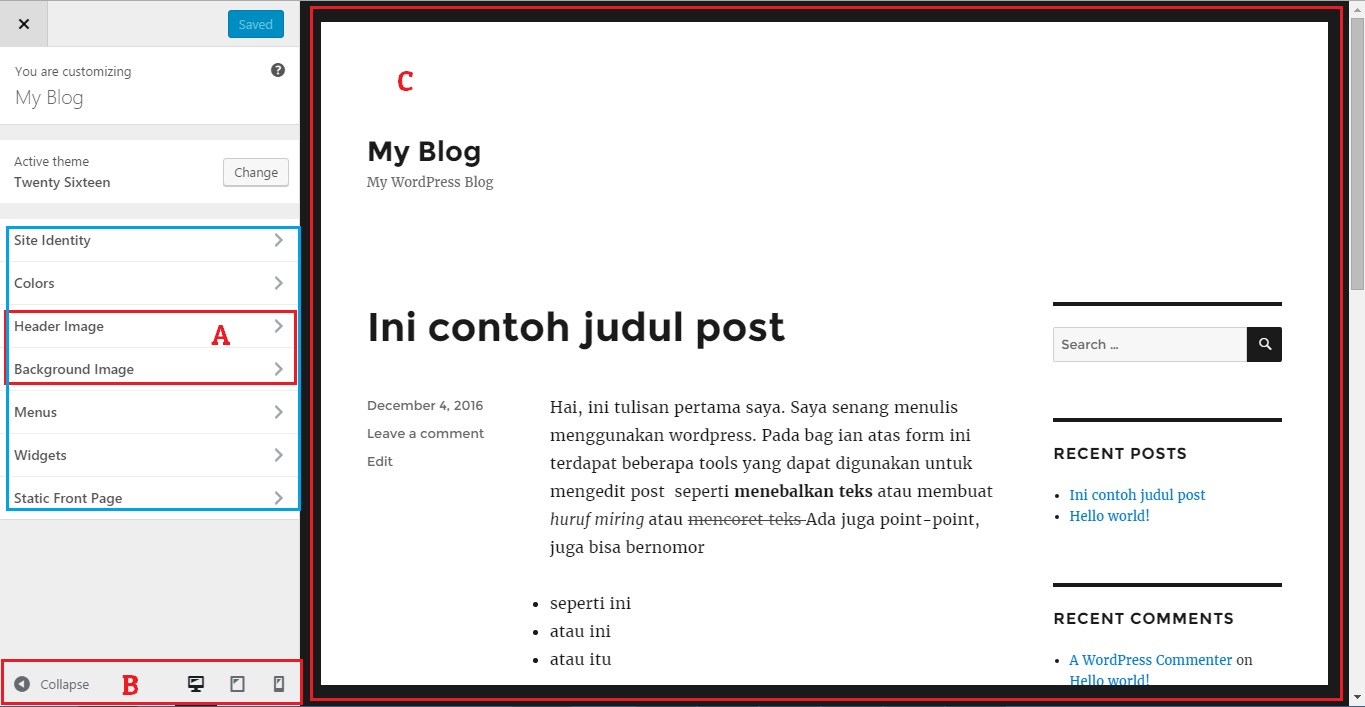 Saved
You are customizing
My Blog
Active theme
Twenty Sixteen
Change
Site Identity
Colors
Header Image
A
Background Image
Menus
Widgets
Static Front Page
Collapse
B
C
My Blog
My WordPress Blog
Ini contoh judul post
December 4, 2016
Leave a comment
Edit
Hai, ini tulisan pertama saya. Saya senang menulis
menggunakan wordpress. Pada bag ian atas form ini
terdapat beberapa tools yang dapat digunakan untuk
mengedit post  seperti menebalkan teks atau membuat
huruf miring atau mencoret teks Ada juga point-point,
juga bisa bernomor
• seperti ini
• atau ini
• atau itu
Search …
RECENT POSTS
• Ini contoh judul post
• Hello world!
RECENT COMMENTS
• A WordPress Commenter on
Hello world!